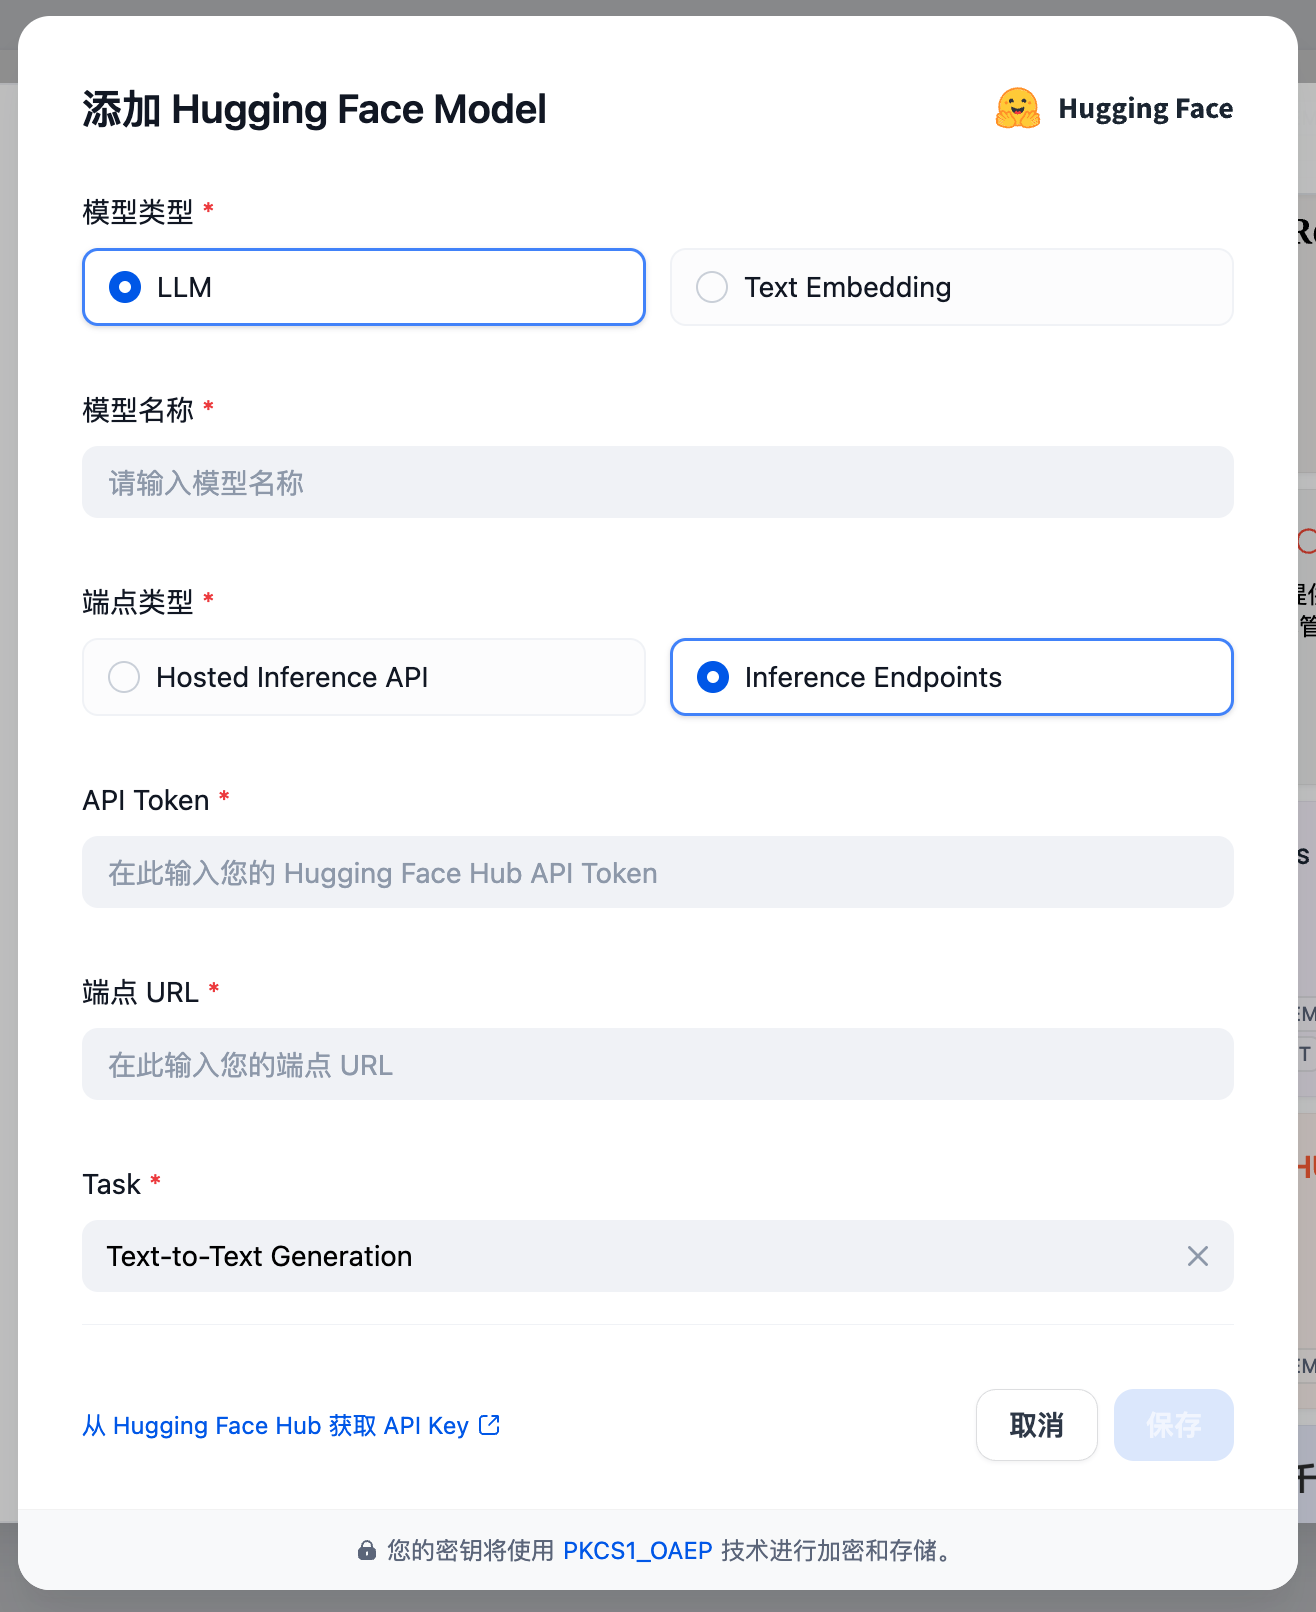 添加 Hugging Face Model
Hugging Face
模型类型 *
LLM
Text Embedding
模型名称 *
请输入模型名称
端点类型 *
Hosted Inference API
Inference Endpoints
API Token *
在此输入您的 Hugging Face Hub API Token
端点 URL *
在此输入您的端点 URL
Task *
Text-to-Text Generation
从 Hugging Face Hub 获取 API Key
取消
保存
您的密钥将使用 PKCS1_OAEP 技术进行加密和存储。